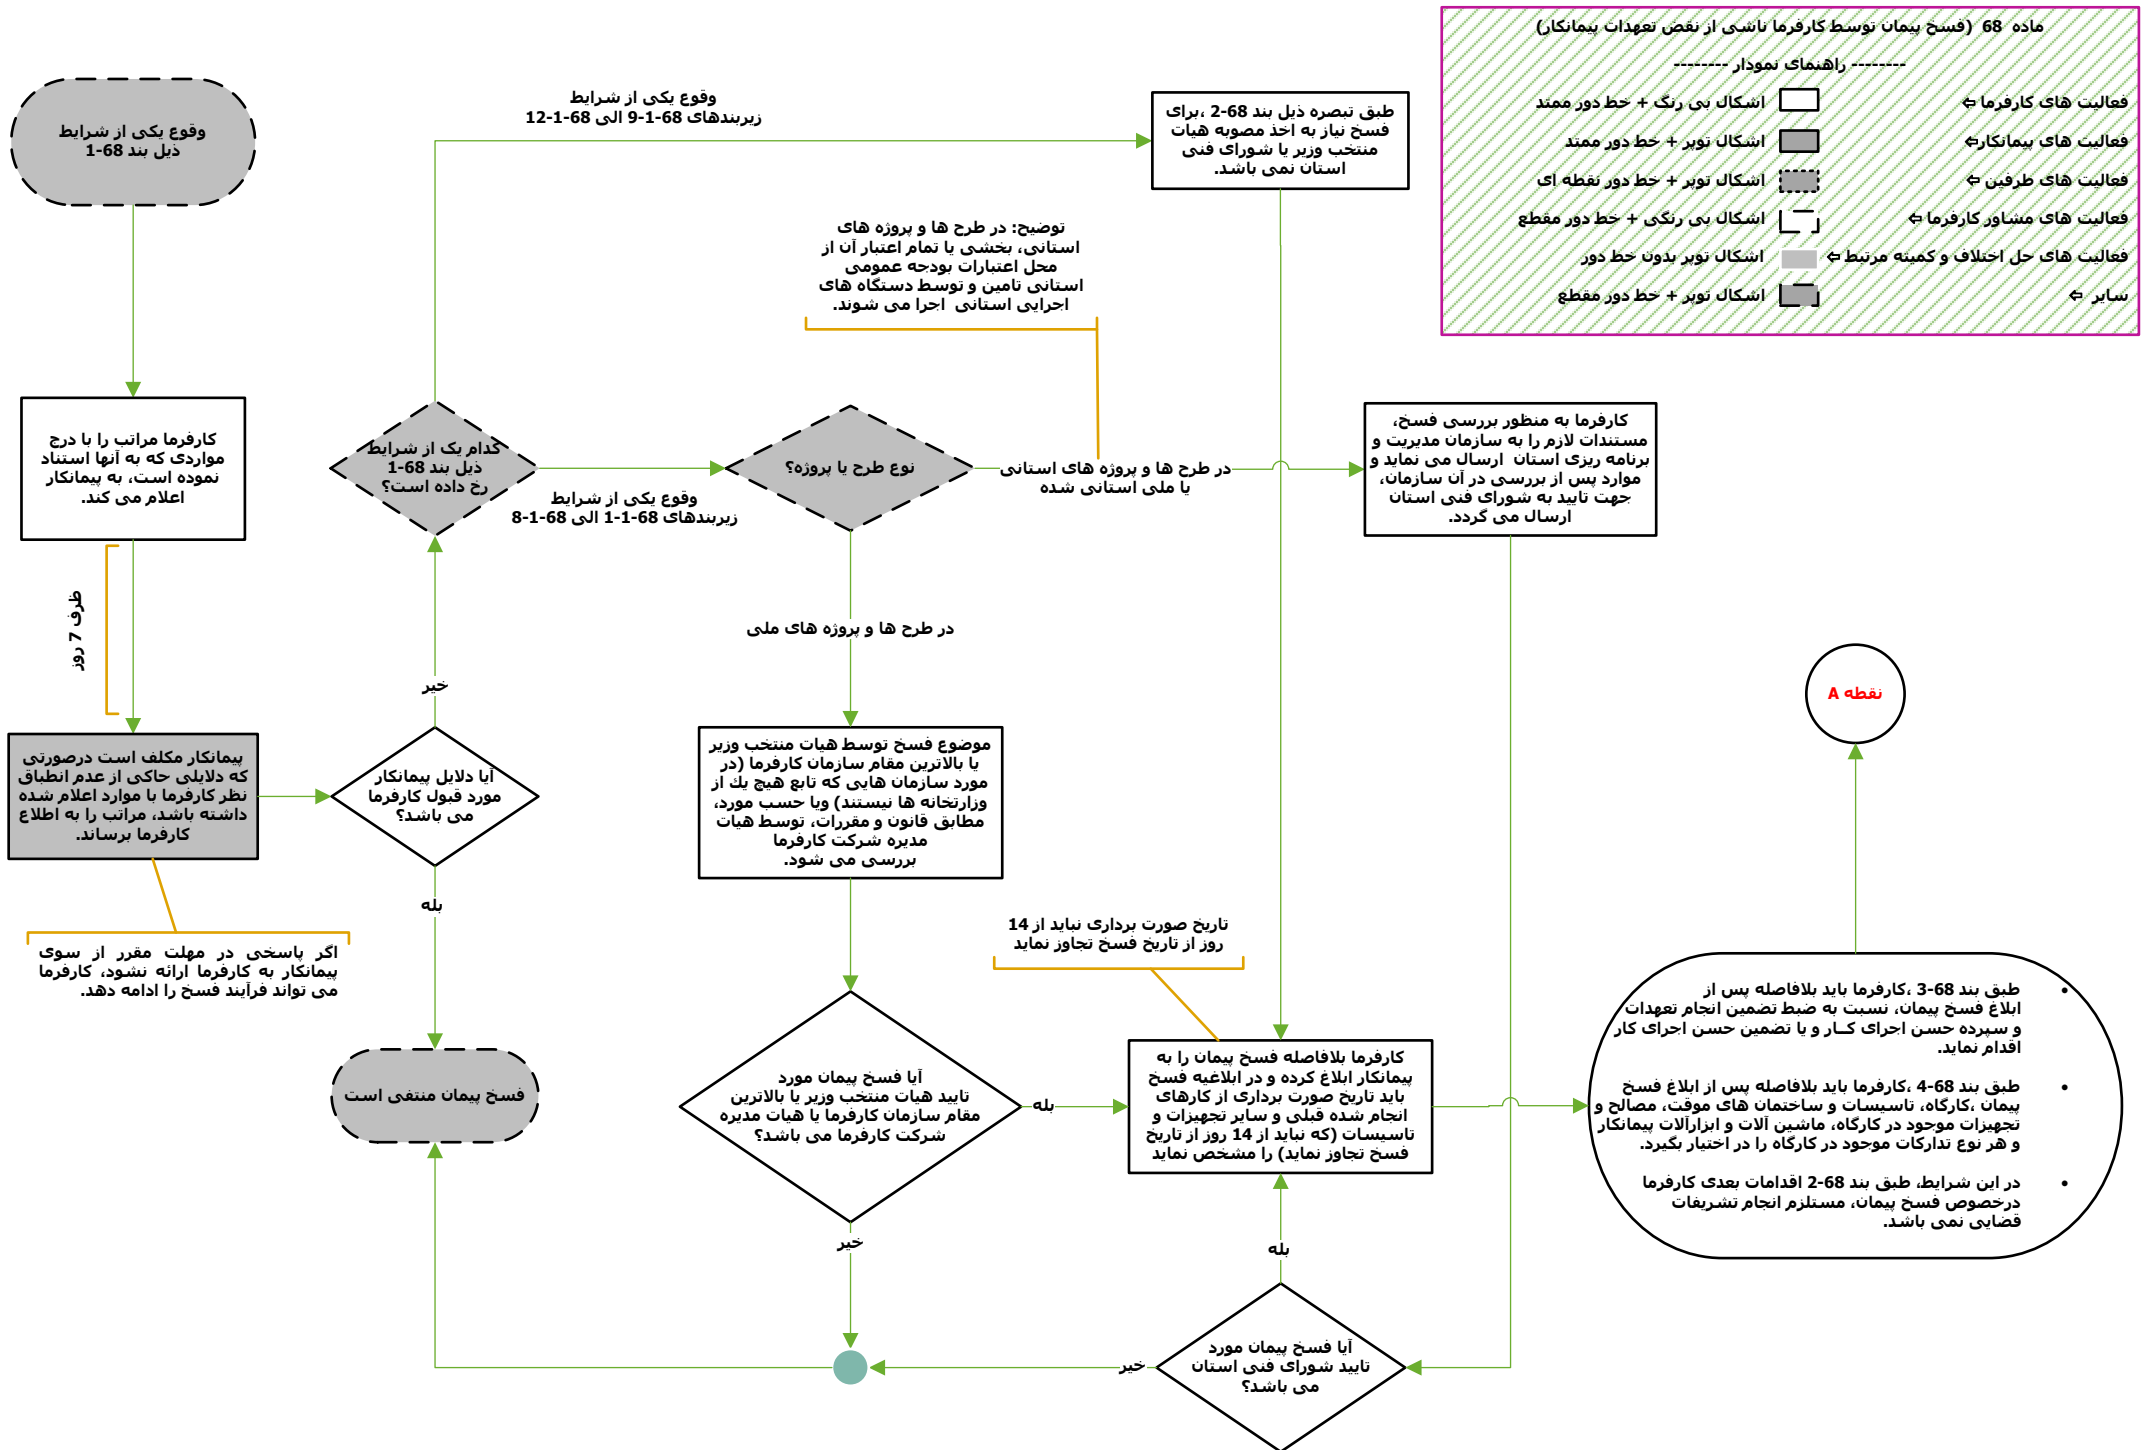 ماده 68 (فسخ پیمان توسط کارفرما ناشی از نقض تعهدات پیمانکار)
-------- راهنمای نمودار --------
فعالیت های کارفرما ⇦ اشکال بی رنگ + خط دور ممتد
فعالیت های پیمانکار⇦ اشکال توپر + خط دور ممتد
فعالیت های طرفین ⇦ اشکال توپر + خط دور نقطه ای
فعالیت های مشاور کارفرما ⇦ اشکال بی رنگی + خط دور مقطع
فعالیت های حل اختلاف و کمیته مرتبط ⇦ اشکال توپر بدون خط دور
سایر ⇦ اشکال توپر + خط دور مقطع
وقوع یکی از شرایط
ذیل بند 68-1
کارفرما مراتب را با درج
مواردی که به آنها استناد
نموده است، به پیمانکار
اعلام می کند.
ظرف 7 روز
پیمانکار مکلف است درصورتی
که دلایلی حاکی از عدم انطباق
نظر کارفرما با موارد اعلام شده
داشته باشد، مراتب را به اطلاع
کارفرما برساند.
اگر پاسخی در مهلت مقرر از سوی
پیمانکار به کارفرما ارائه نشود، کارفرما
می تواند فرآیند فسخ را ادامه دهد.
آیا دلایل پیمانکار
مورد قبول کارفرما
می باشد؟
بله
فسخ پیمان منتفی است
خیر
کدام یک از شرایط
ذیل بند 68-1
رخ داده است؟
وقوع یکی از شرایط
زیربندهای 68-1-9 الی 68-1-12
طبق تبصره ذیل بند 68-2 ،برای
فسخ نیاز به اخذ مصوبه هیات
منتخب وزیر یا شورای فنی
استان نمی باشد.
وقوع یکی از شرایط
زیربندهای 68-1-1 الی 68-1-8
نوع طرح یا پروژه؟
توضیح: در طرح ها و پروژه های
استانی، بخشی یا تمام اعتبار آن از
محل اعتبارات بودجه عمومی
استانی تامین و توسط دستگاه های
اجرایی استانی اجرا می شوند.
در طرح ها و پروژه های استانی
یا ملی استانی شده
کارفرما به منظور بررسی فسخ،
مستندات لازم را به سازمان مدیریت و
برنامه ریزی استان ارسال می نماید و
موارد پس از بررسی در آن سازمان،
جهت تایید به شورای فنی استان
ارسال می گردد.
در طرح ها و پروژه های ملی
موضوع فسخ توسط هیات منتخب وزیر
یا بالاترین مقام سازمان کارفرما (در
مورد سازمان هایی که تابع هیچ یك از
وزارتخانه ها نیستند) ویا حسب مورد،
مطابق قانون و مقررات، توسط هیات
مدیره شرکت کارفرما
بررسی می شود.
آیا فسخ پیمان مورد
تایید هیات منتخب وزیر یا بالاترین
مقام سازمان کارفرما یا هیات مدیره
شرکت کارفرما می باشد؟
بله
خیر
تاریخ صورت برداری نباید از 14
روز از تاریخ فسخ تجاوز نماید
کارفرما بلافاصله فسخ پیمان را به
پیمانکار ابلاغ کرده و در ابلاغیه فسخ
باید تاریخ صورت برداری از کارهای
انجام شده قبلی و سایر تجهیزات و
تاسیسات (که نباید از 14 روز از تاریخ
فسخ تجاوز نماید) را مشخص نماید
بله
آیا فسخ پیمان مورد
تایید شورای فنی استان
می باشد؟
خیر
• طبق بند 68-3 ،کارفرما باید بلافاصله پس از
ابلاغ فسخ پیمان، نسبت به ضبط تضمین انجام تعهدات
و سپرده حسن اجرای کــار و یا تضمین حسن اجرای کار
اقدام نماید.
• طبق بند 68-4 ،کارفرما باید بلافاصله پس از ابلاغ فسخ
پیمان ،کارگاه، تاسیسات و ساختمان های موقت، مصالح و
تجهیزات موجود در کارگاه، ماشین آلات و ابزارآلات پیمانکار
و هر نوع تدارکات موجود در کارگاه را در اختیار بگیرد.
• در این شرایط، طبق بند 68-2 اقدامات بعدی کارفرما
درخصوص فسخ پیمان، مستلزم انجام تشریفات
قضایی نمی باشد.
نقطه A